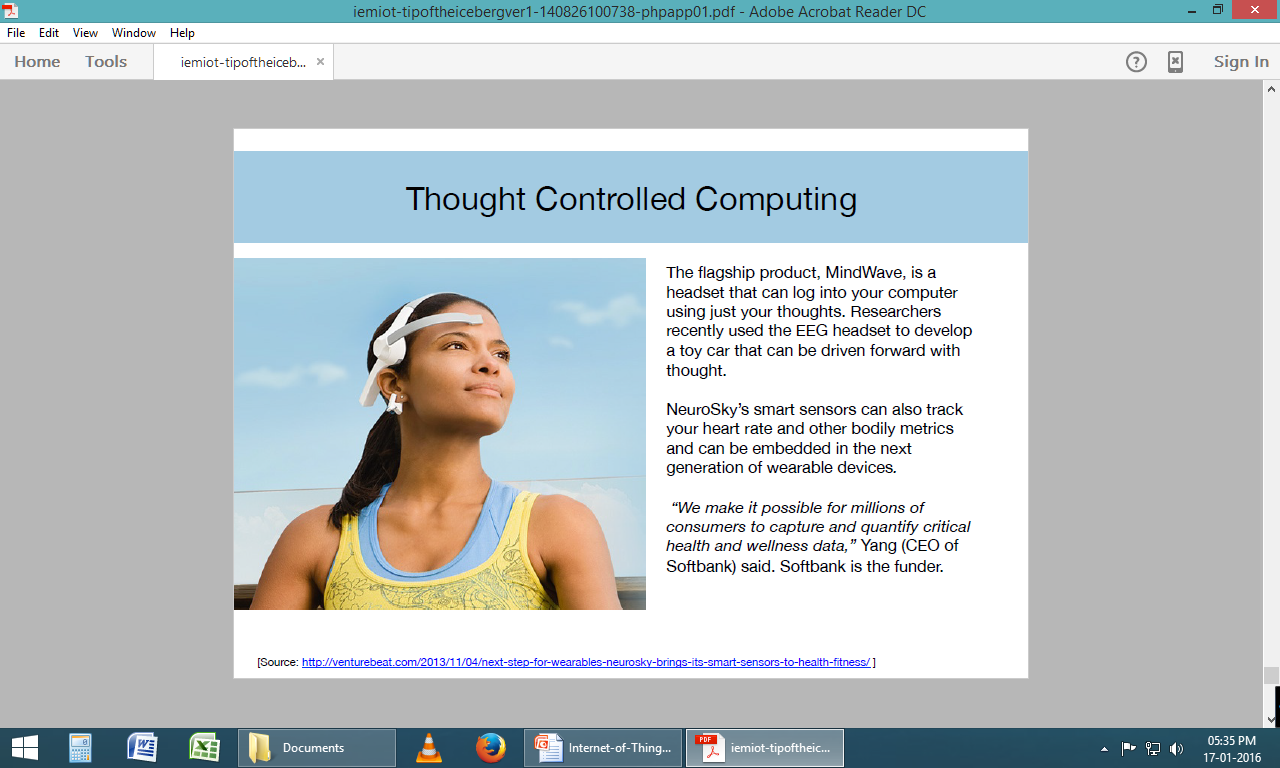 iemiot-tipoftheicebergver1-140826100738-phpapp01.pdf - Adobe Acrobat Reader DC
File Edit View Window Help
Home Tools iemiot-tipoftheiceb... × ? Sign In
Thought Controlled Computing
The flagship product, MindWave, is a
headset that can log into your computer
using just your thoughts. Researchers
recently used the EEG headset to develop
a toy car that can be driven forward with
thought.
NeuroSky’s smart sensors can also track
your heart rate and other bodily metrics
and can be embedded in the next
generation of wearable devices.
“We make it possible for millions of
consumers to capture and quantify critical
health and wellness data,” Yang (CEO of
Softbank) said. Softbank is the funder.
[Source: http://venturebeat.com/2013/11/04/next-step-for-wearables-neurosky-brings-its-smart-sensors-to-health-fitness/ ]
Documents
Internet-of-Thing...
PDF
iemiot-tipoftheic...
05:35 PM
17-01-2016